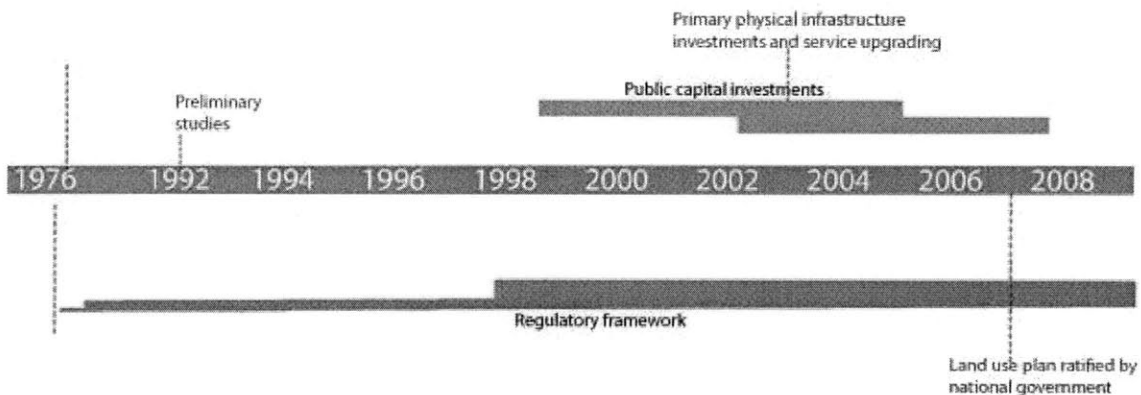 Primary physical infrastructure
investments and service upgrading
Public capital investments
Preliminary
studies
1976 1992 1994 1996 1998 2000 2002 2004 2006 2008
Regulatory framework
Land use plan ratified by
national government